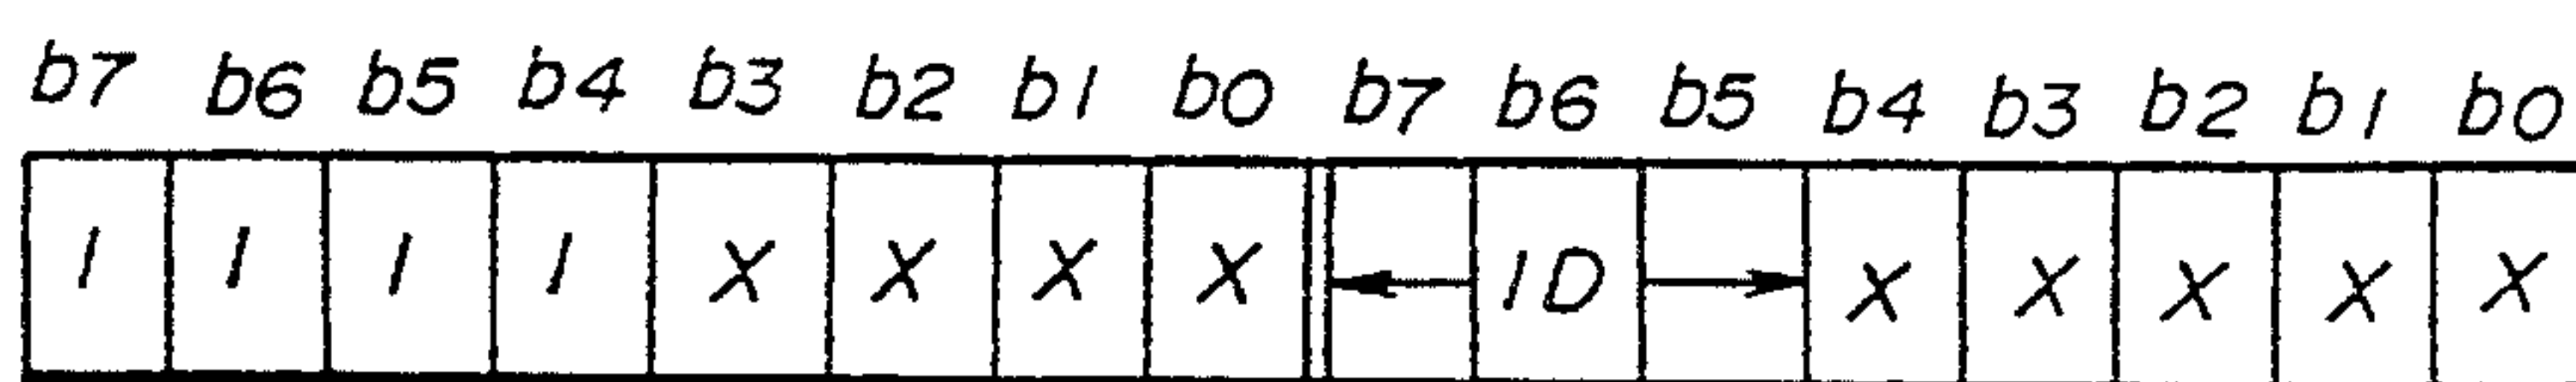 b7 b6 b5 b4 b3 b2 b1 b0 b7 b6 b5 b4 b3 b2 b1 b0
1 1 1 1 X X X X ID X X X X X